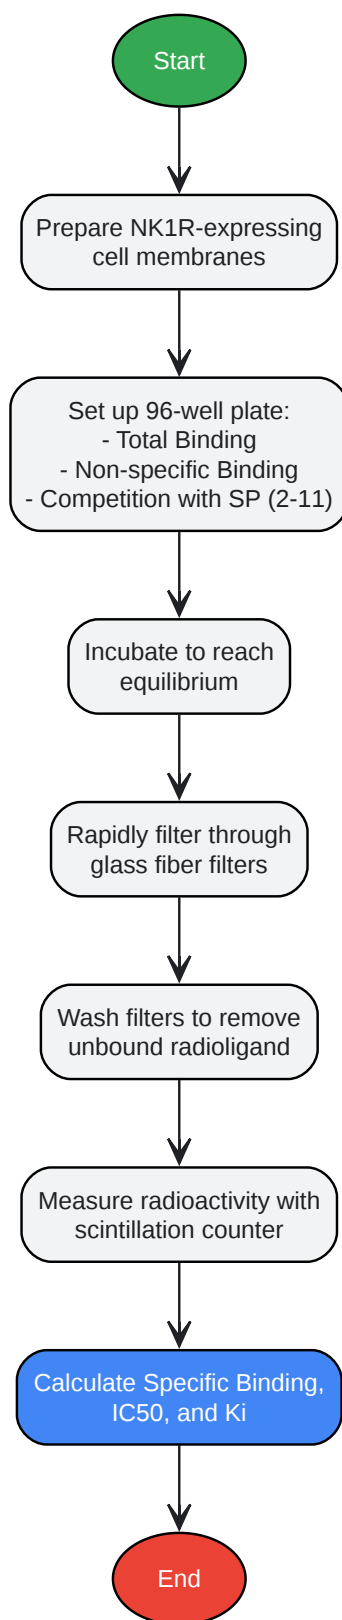 Start
Prepare NK1R-expressing
cell membranes
Set up 96-well plate:
- Total Binding
- Non-specific Binding
- Competition with SP (2-11)
Incubate to reach
equilibrium
Rapidly filter through
glass fiber filters
Wash filters to remove
unbound radioligand
Measure radioactivity with
scintillation counter
Calculate Specific Binding,
IC50, and Ki
End